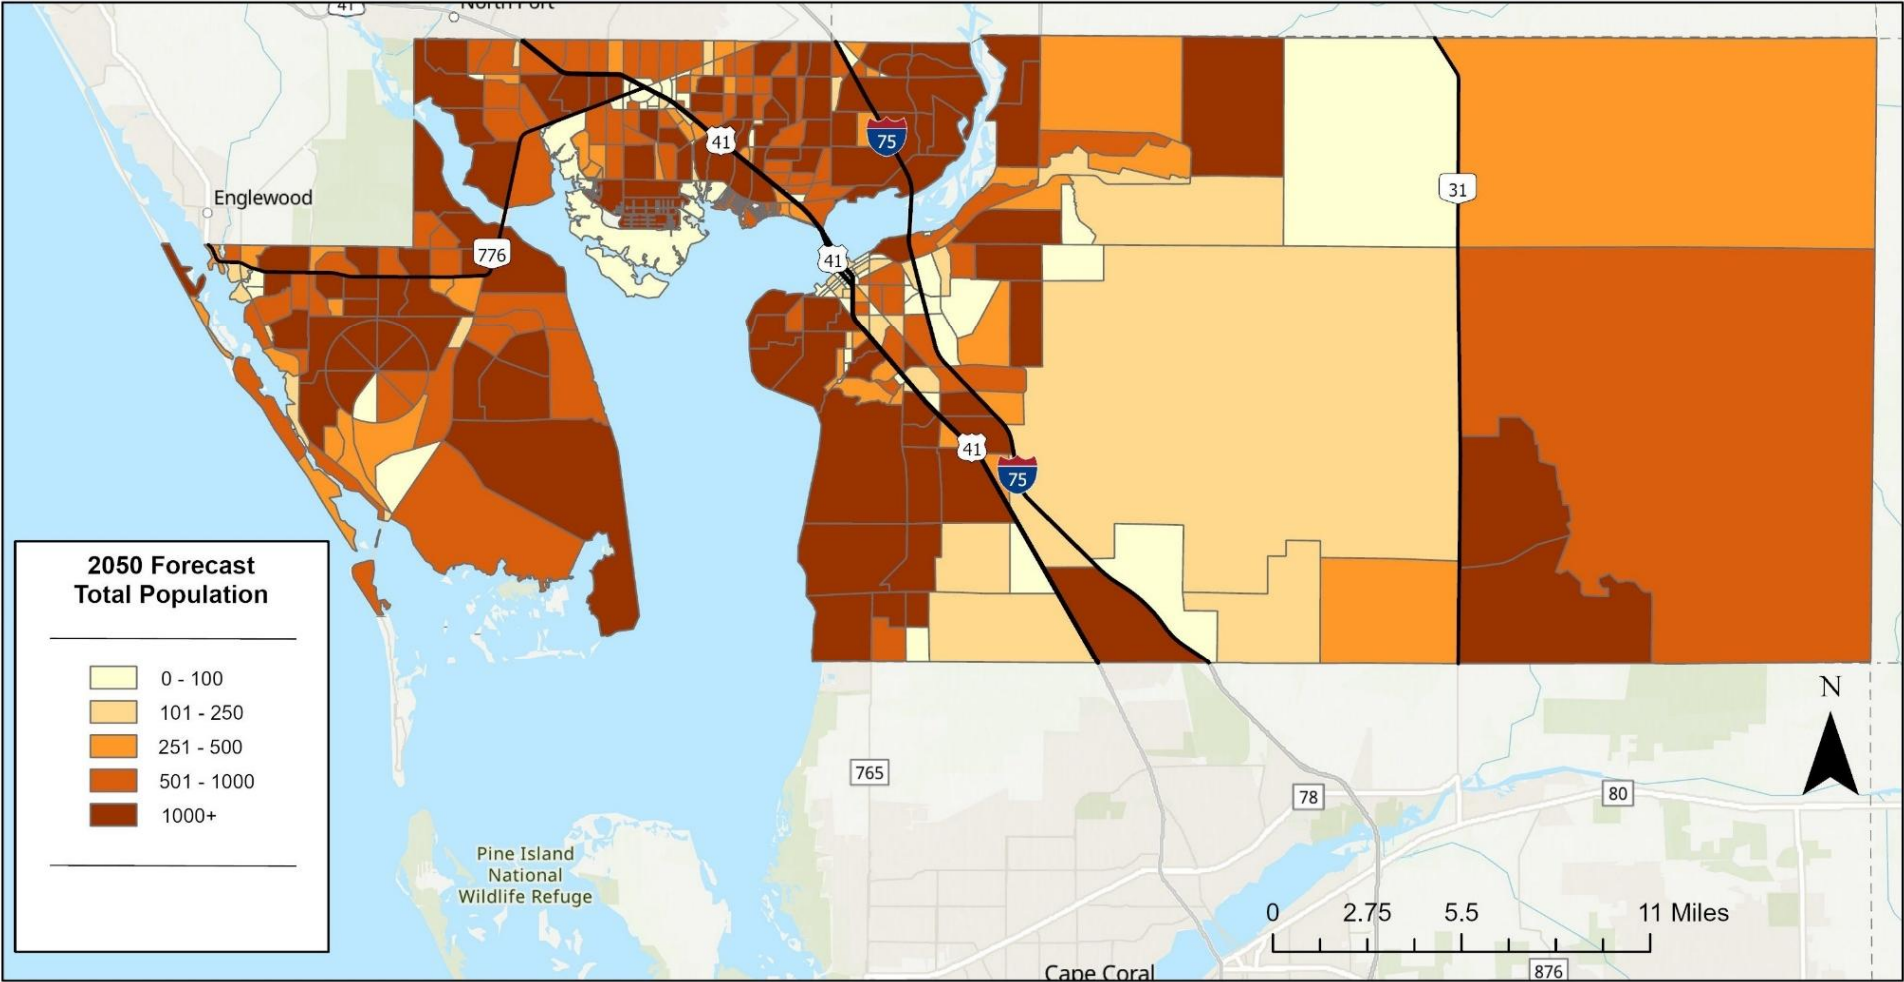 41
North Port
Englewood
41
75
31
776
41
41
75
2050 Forecast
Total Population
0 - 100
101 - 250
251 - 500
501 - 1000
1000+
N
765
78
80
Pine Island
National
Wildlife Refuge
0 2.75 5.5 11 Miles
Cape Coral
876